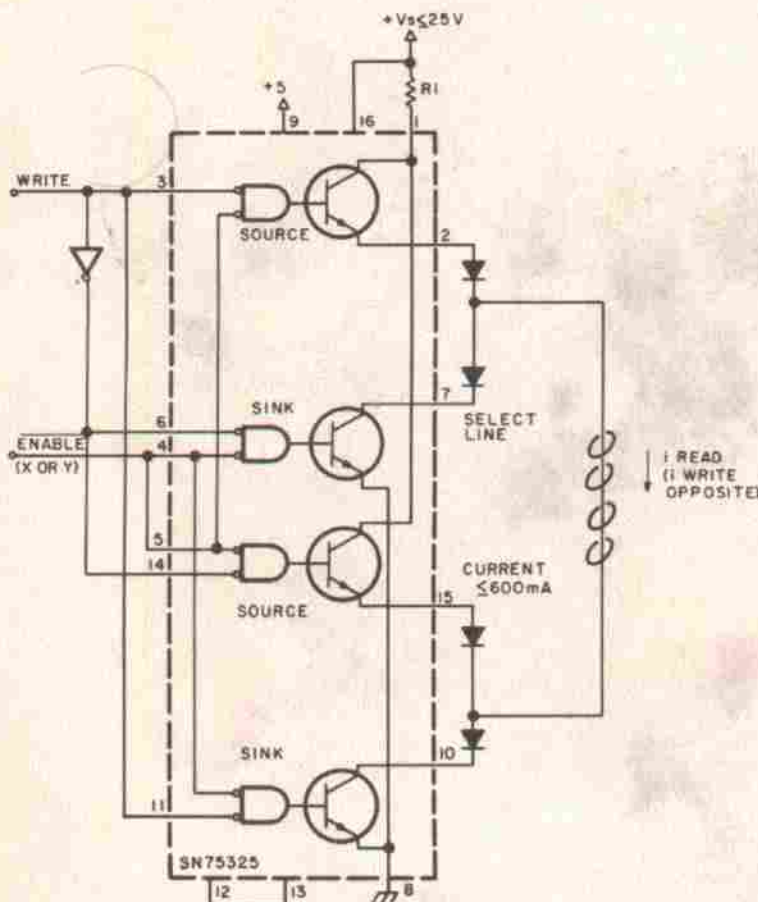 +Vs≤25V
R1
+5
9
16
1
WRITE
3
SOURCE
2
SINK
7
SELECT
LINE
6
ENABLE
4
(X OR Y)
i READ
(i WRITE
OPPOSITE)
5
14
CURRENT
≤600mA
15
SOURCE
SINK
10
11
SN75325
12
13
8